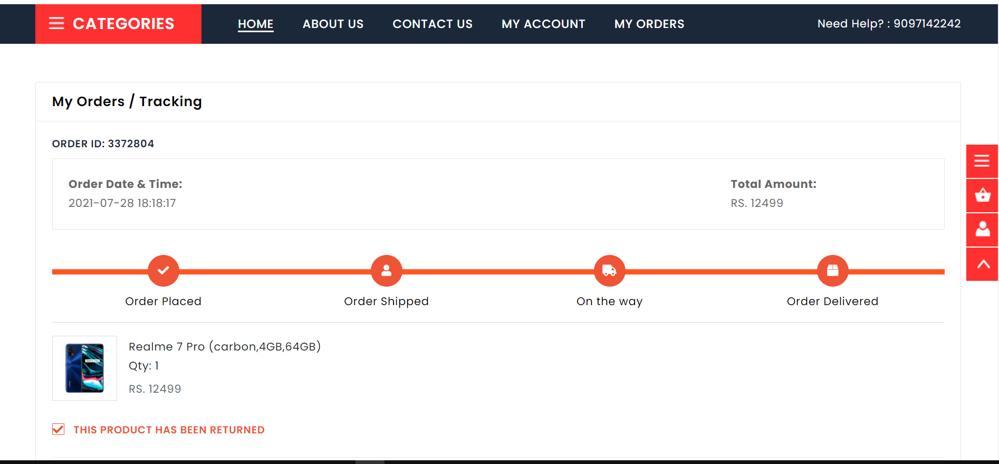 CATEGORIES
HOME
ABOUT US
CONTACT US
MY ACCOUNT
MY ORDERS
Need Help? : 9097142242
My Orders / Tracking
ORDER ID: 3372804
Order Date & Time:
2021-07-28 18:18:17
Total Amount:
RS. 12499
Order Placed
Order Shipped
On the way
Order Delivered
Realme 7 Pro (carbon,4GB,64GB)
Qty: 1
RS. 12499
THIS PRODUCT HAS BEEN RETURNED